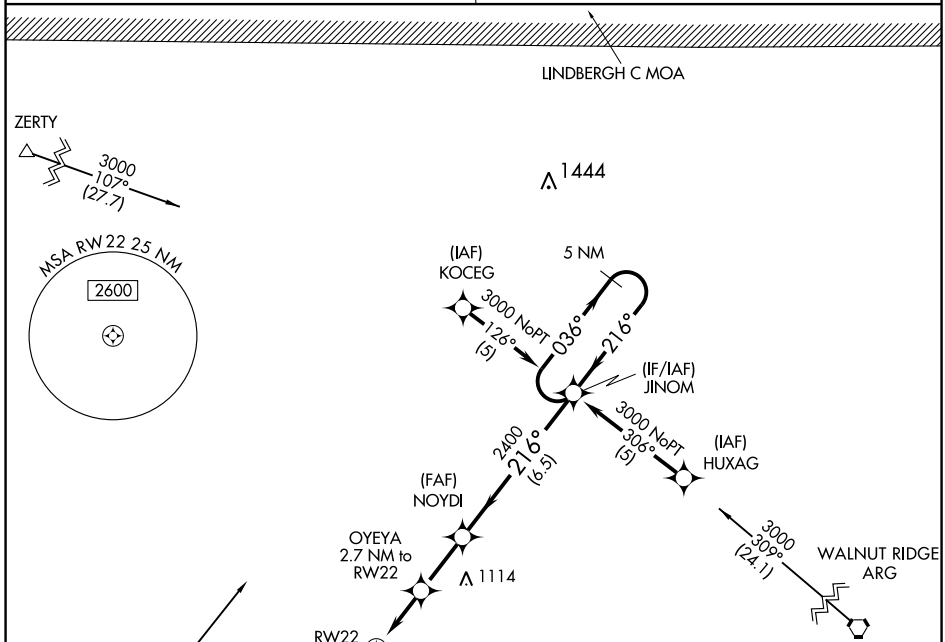 LINDBERGH C MOA
ZERTY
3000
107°
(27.7)
1444
MSA RW 22 25 NM
2600
(IAF)
KOCEG
5 NM
3000 NoPT
126°
(5)
036°
216°
(IF/IAF)
JINOM
3000 NoPT
306°
(5)
(IAF)
HUXAG
2400
216°
(6.5)
(FAF)
NOYDI
OYEYA
2.7 NM to
RW22
1114
3000
309°
(24.1)
WALNUT RIDGE
ARG
RW22